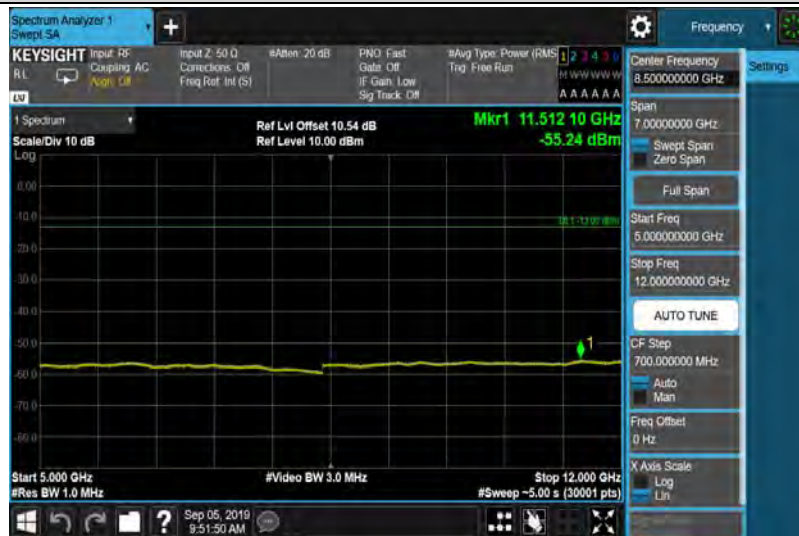 Spectrum Analyzer 1
Swept SA
Frequency
KEYSIGHT
Input: RF
Input Z: 50 Ω
#Atten: 20 dB
PNO: Fast
#Avg Type: Power (RMS
1 2 3 4 5 6
RL
Coupling: AC
Corrections: Off
Gate: Off
Trig: Free Run
M W W W W W
Align: Off
Freq Ref: Int (S)
IF Gain: Low
Sig Track: Off
A A A A A A
LXI
1 Spectrum
Ref Lvl Offset 10.54 dB
Mkr1 11.512 10 GHz
Scale/Div 10 dB
Ref Level 10.00 dBm
-55.24 dBm
Log
0.00
-10.0
DL1 -13.00 dBm
-20.0
-30.0
-40.0
-50.0
1
-60.0
-70.0
-80.0
Start 5.000 GHz
#Video BW 3.0 MHz
Stop 12.000 GHz
#Res BW 1.0 MHz
#Sweep ~5.00 s (30001 pts)
Sep 05, 2019
9:51:50 AM
Center Frequency
8.500000000 GHz
Settings
Span
7.00000000 GHz
Swept Span
Zero Span
Full Span
Start Freq
5.000000000 GHz
Stop Freq
12.000000000 GHz
AUTO TUNE
CF Step
700.000000 MHz
Auto
Man
Freq Offset
0 Hz
X Axis Scale
Log
Lin